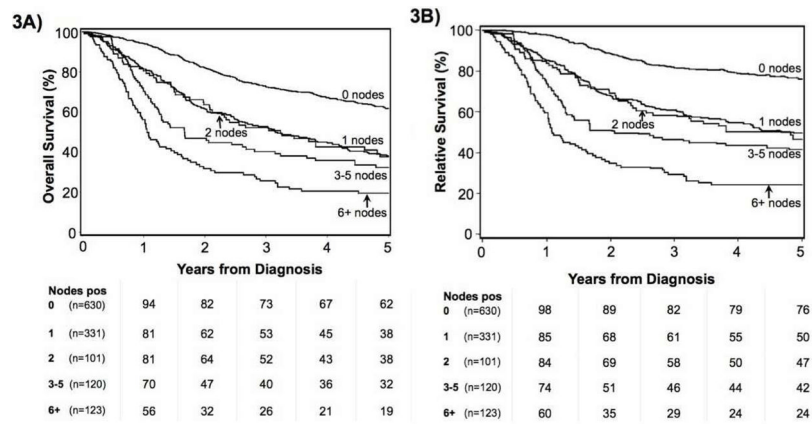 3A)
Overall Survival (%)
100
80
60
40
20
0
0 nodes
2 nodes
1 nodes
3-5 nodes
6+ nodes
0 1 2 3 4 5
Years from Diagnosis
Nodes pos
0 (n=630) 94 82 73 67 62
1 (n=331) 81 62 53 45 38
2 (n=101) 81 64 52 43 38
3-5 (n=120) 70 47 40 36 32
6+ (n=123) 56 32 26 21 19
3B)
Relative Survival (%)
100
80
60
40
20
0
0 nodes
2 nodes
1 nodes
3-5 nodes
6+ nodes
0 1 2 3 4 5
Years from Diagnosis
Nodes pos
0 (n=630) 98 89 82 79 76
1 (n=331) 85 68 61 55 50
2 (n=101) 84 69 58 50 47
3-5 (n=120) 74 51 46 44 42
6+ (n=123) 60 35 29 24 24